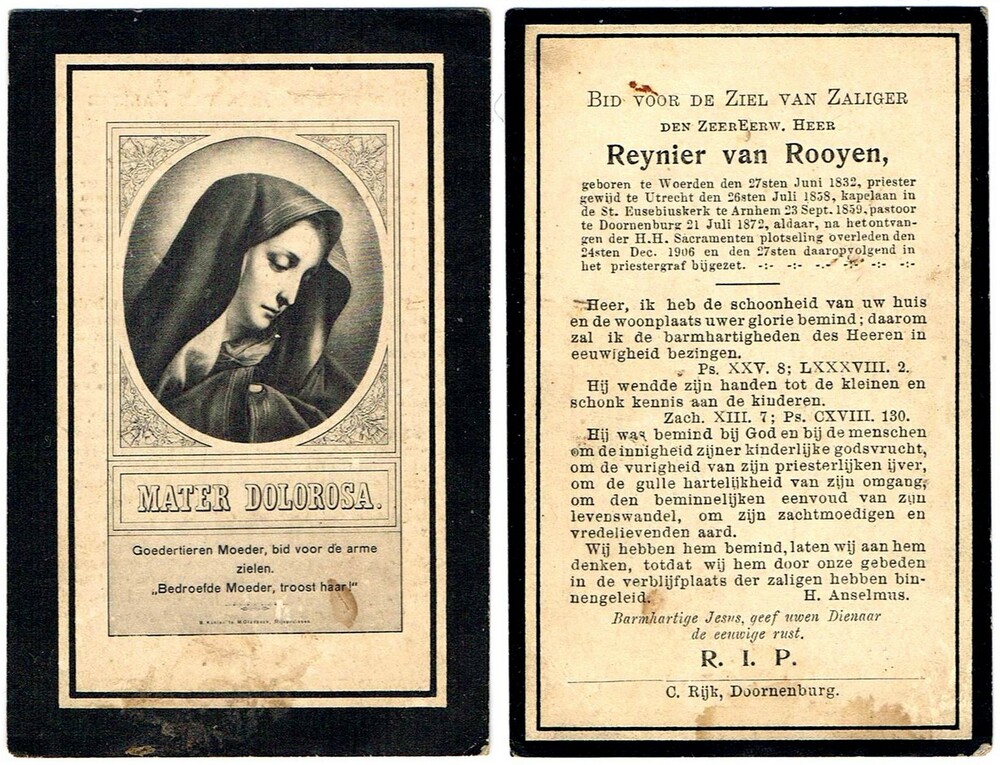 MATER DOLOROSA.
Goedertieren Moeder, bid voor de arme
zielen.
„Bedroefde Moeder, troost haar!"
B. Kühlen te M.Gladbach, Rijnprovincie.
BID VOOR DE ZIEL VAN ZALIGER
DEN ZEEREERW. HEER
Reynier van Rooyen,
geboren te Woerden den 27sten Juni 1832, priester
gewijd te Utrecht den 26sten Juli 1858, kapelaan in
de St. Eusebiuskerk te Arnhem 23 Sept. 1859, pastoor
te Doornenburg 21 Juli 1872, aldaar, na het ontvan-
gen der H.H. Sacramenten plotseling overleden den
24sten Dec. 1906 en den 27sten daaropvolgend in
het priestergraf bijgezet. -:- -:- -:- -:- -:- -:-
Heer, ik heb de schoonheid van uw huis
en de woonplaats uwer glorie bemind; daarom
zal ik de barmhartigheden des Heeren in
eeuwigheid bezingen.
Ps. XXV. 8; LXXXVIII. 2.
Hij wendde zijn handen tot de kleinen en
schonk kennis aan de kinderen.
Zach. XIII. 7; Ps. CXVIII. 130.
Hij was bemind bij God en bij de menschen
om de innigheid zijner kinderlijke godsvrucht,
om de vurigheid van zijn priesterlijken ijver,
om de gulle hartelijkheid van zijn omgang,
om den beminnelijken eenvoud van zijn
levenswandel, om zijn zachtmoedigen en
vredelievenden aard.
Wij hebben hem bemind, laten wij aan hem
denken, totdat wij hem door onze gebeden
in de verblijfplaats der zaligen hebben bin-
nengeleid. H. Anselmus.
Barmhartige Jesus, geef uwen Dienaar
de eeuwige rust.
R. I. P.
C. Rijk, Doornenburg.